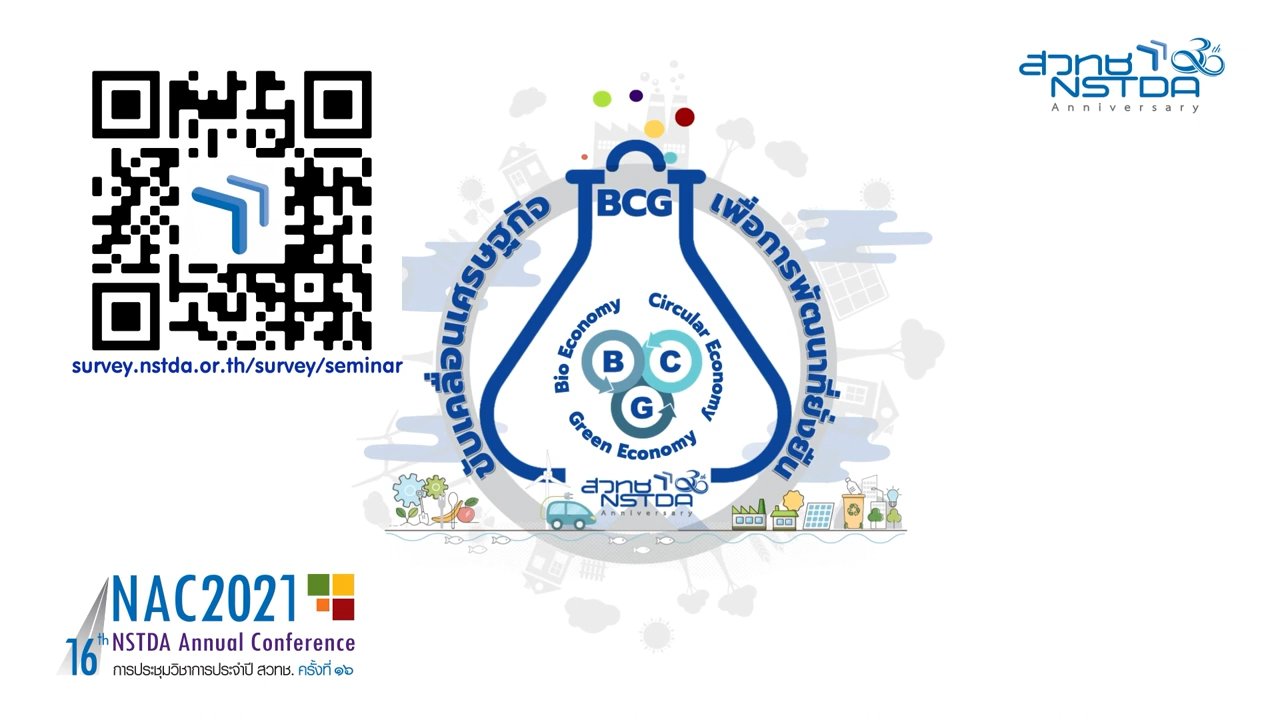 สวทช 30th
NSTDA
Anniversary
survey.nstda.or.th/survey/seminar
BCG
ขับเคลื่อนเศรษฐกิจ
เพื่อการพัฒนาที่ยั่งยืน
Bio Economy
Circular Economy
Green Economy
B C
G
สวทช 30th
NSTDA
Anniversary
NAC2021
16th NSTDA Annual Conference
การประชุมวิชาการประจำปี สวทช. ครั้งที่ ๑๖